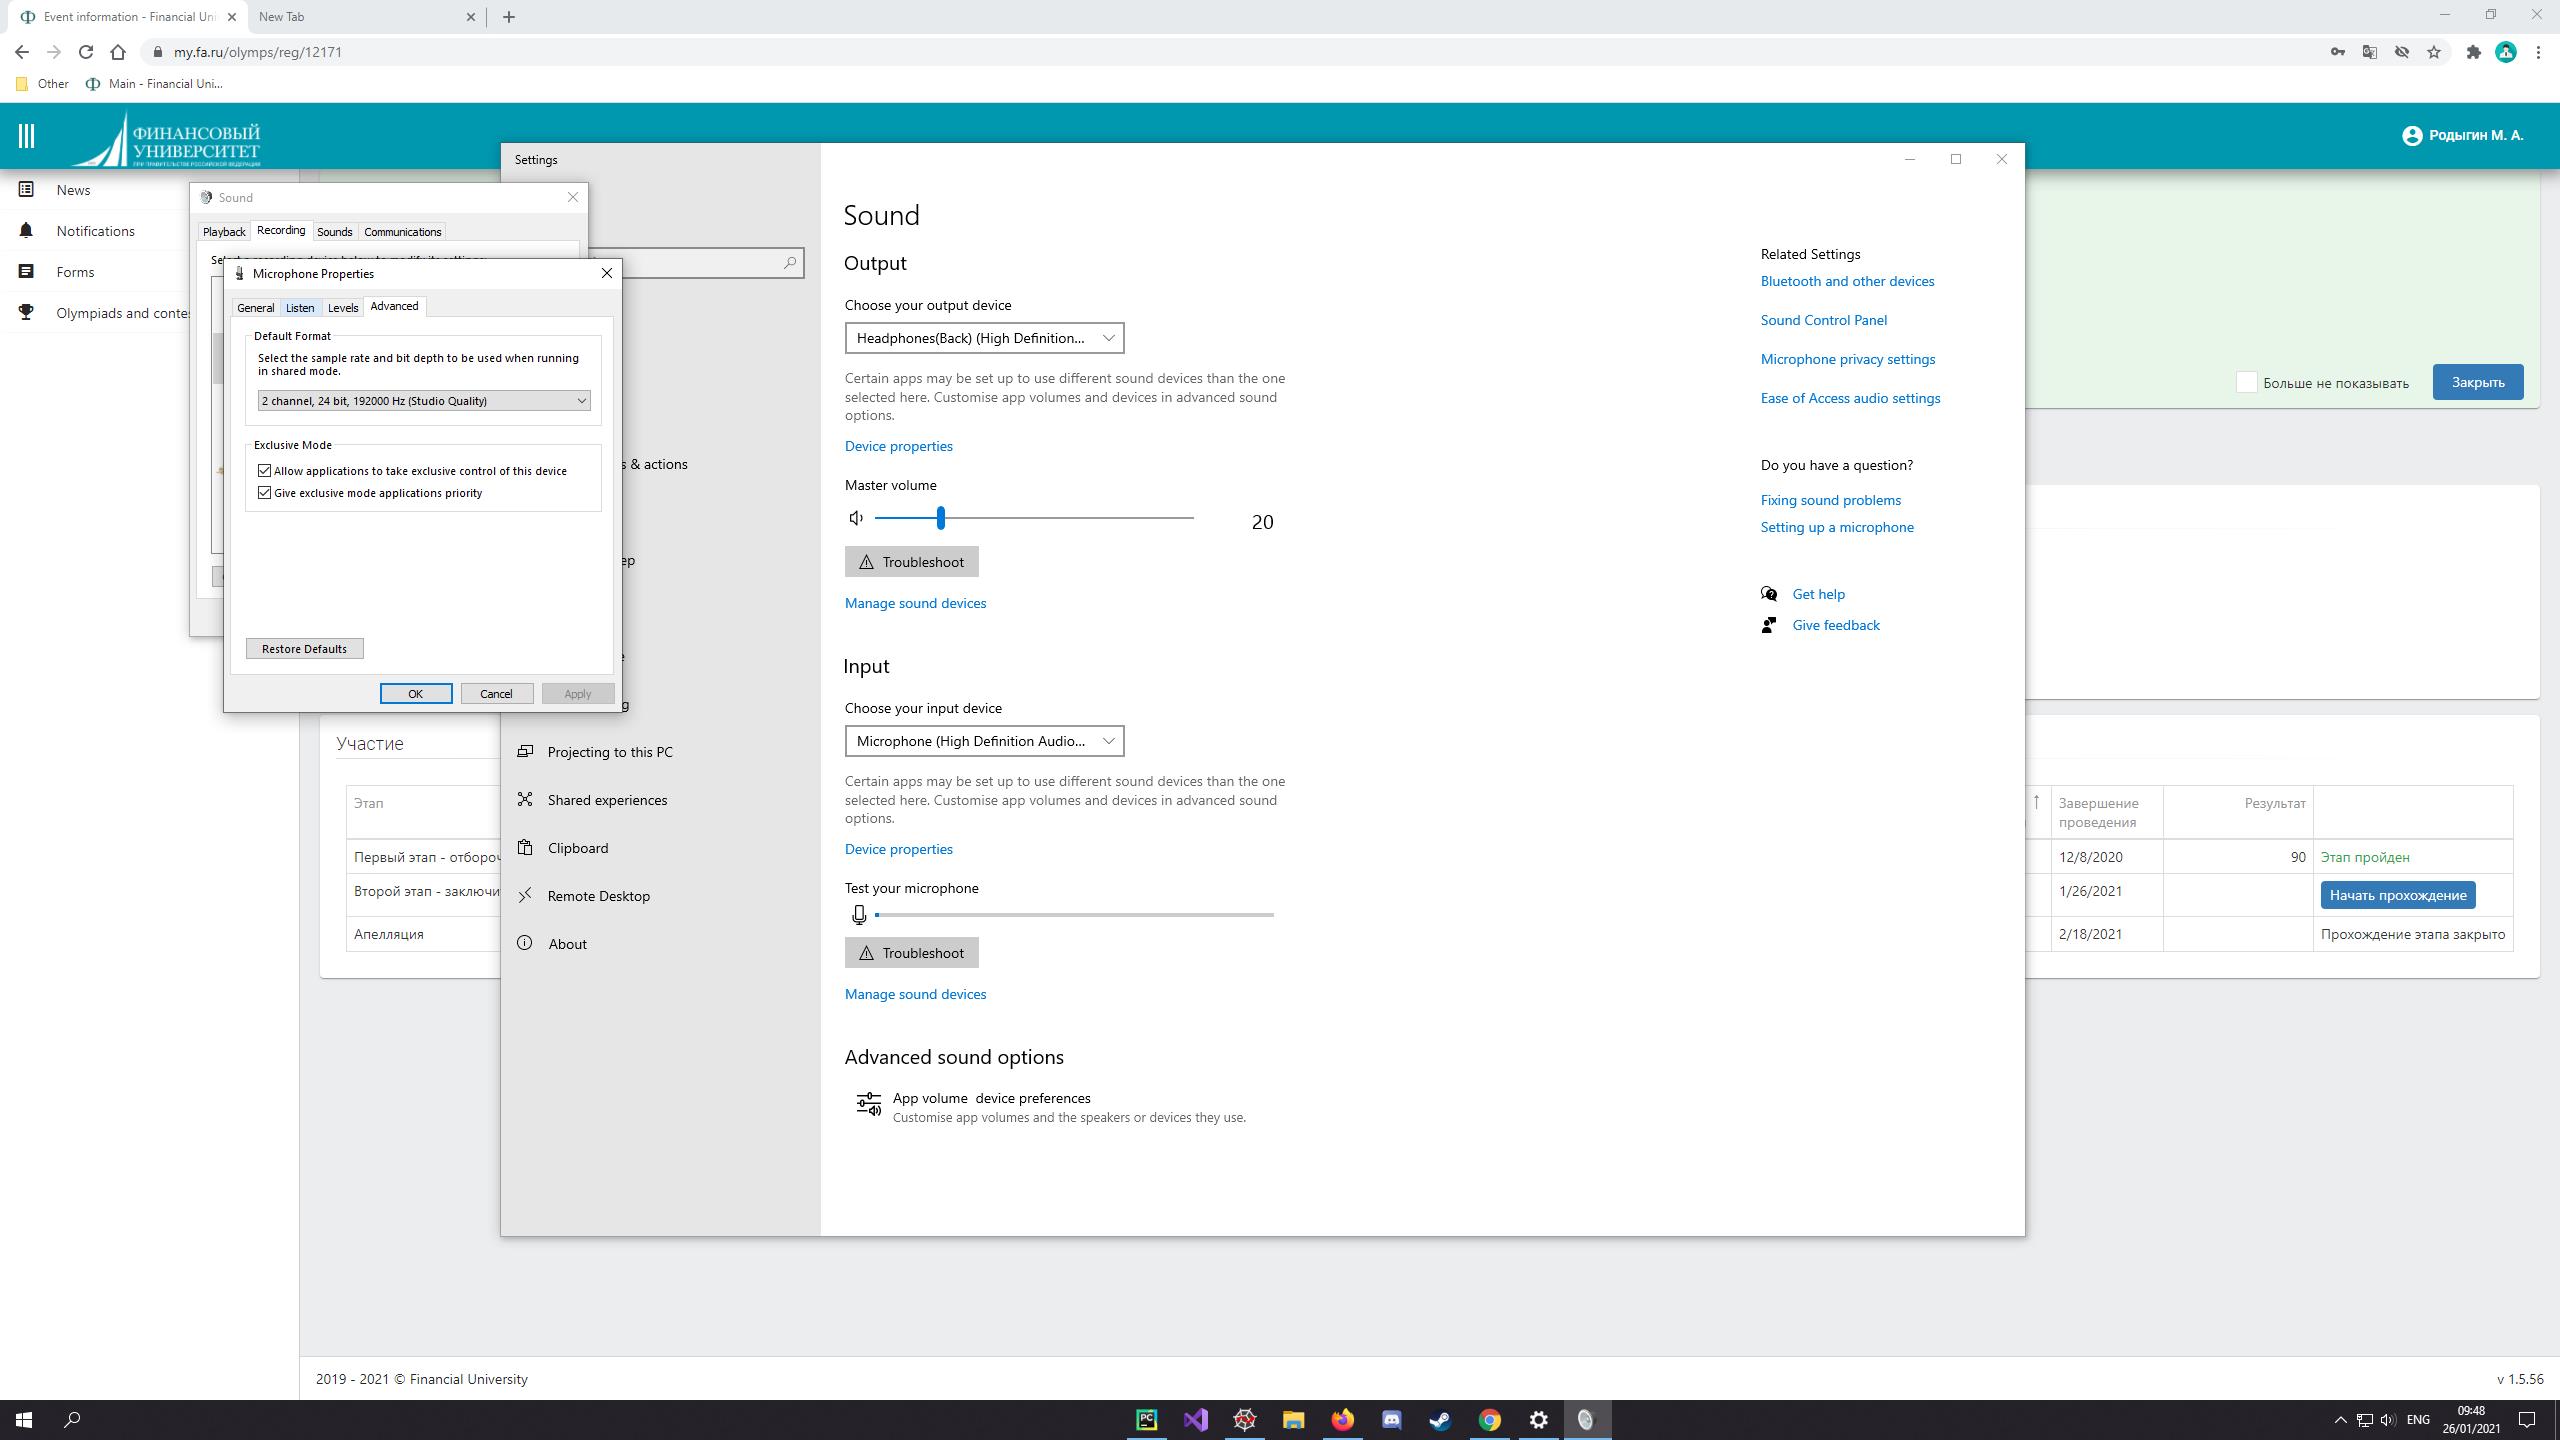 Event information - Financial Uni
New Tab
my.fa.ru/olymps/reg/12171
Other
Main - Financial Uni...
ФИНАНСОВЫЙ
УНИВЕРСИТЕТ
ПРИ ПРАВИТЕЛЬСТВЕ РОССИЙСКОЙ ФЕДЕРАЦИИ
Родыгин М. А.
News
Notifications
Forms
Olympiads and contes
Sound
Playback
Recording
Sounds
Communications
Microphone Properties
General
Listen
Levels
Advanced
Default Format
Select the sample rate and bit depth to be used when running
in shared mode.
2 channel, 24 bit, 192000 Hz (Studio Quality)
Exclusive Mode
Allow applications to take exclusive control of this device
Give exclusive mode applications priority
Restore Defaults
OK
Cancel
Apply
Settings
s & actions
ep
e
g
Projecting to this PC
Shared experiences
Clipboard
Remote Desktop
About
Sound
Output
Choose your output device
Headphones(Back) (High Definition...
Certain apps may be set up to use different sound devices than the one
selected here. Customise app volumes and devices in advanced sound
options.
Device properties
Master volume
20
Troubleshoot
Manage sound devices
Input
Choose your input device
Microphone (High Definition Audio...
Certain apps may be set up to use different sound devices than the one
selected here. Customise app volumes and devices in advanced sound
options.
Device properties
Test your microphone
Troubleshoot
Manage sound devices
Advanced sound options
App volume device preferences
Customise app volumes and the speakers or devices they use.
Related Settings
Bluetooth and other devices
Sound Control Panel
Microphone privacy settings
Ease of Access audio settings
Do you have a question?
Fixing sound problems
Setting up a microphone
Get help
Give feedback
Больше не показывать
Закрыть
Участие
Этап
Завершение
проведения
Результат
Первый этап - отбороч
12/8/2020
90
Этап пройден
Второй этап - заключи
1/26/2021
Начать прохождение
Апелляция
2/18/2021
Прохождение этапа закрыто
2019 - 2021 © Financial University
v 1.5.56
PC
ENG
09:48
26/01/2021